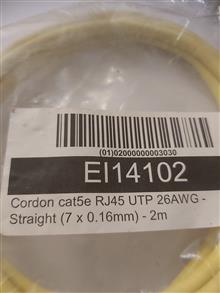 (01)02000000003030
EI14102
Cordon cat5e RJ45 UTP 26AWG -
Straight (7 x 0.16mm) - 2m